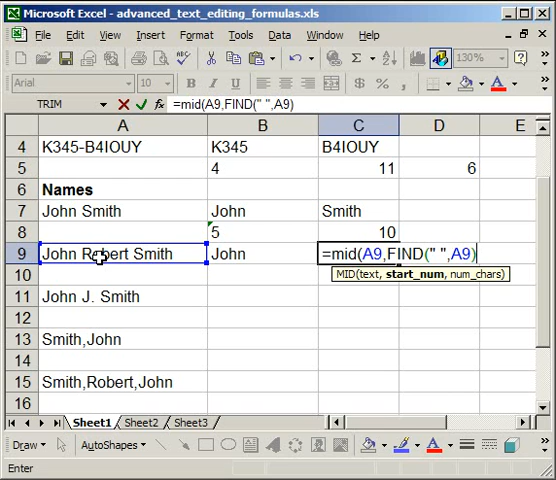 Microsoft Excel - advanced_text_editing_formulas.xls
File Edit View Insert Format Tools Data Window Help
130%
Arial 10 B I U $ %
TRIM =mid(A9,FIND(" ",A9)
A B C D E
4 K345-B4IOUY K345 B4IOUY
5 4 11 6
6 Names
7 John Smith John Smith
8 5 10
9 John Robert Smith John =mid(A9,FIND(" ",A9)
MID(text, start_num, num_chars)
10
11 John J. Smith
12
13 Smith,John
14
15 Smith,Robert,John
16
Sheet1 Sheet2 Sheet3
Draw AutoShapes
Enter